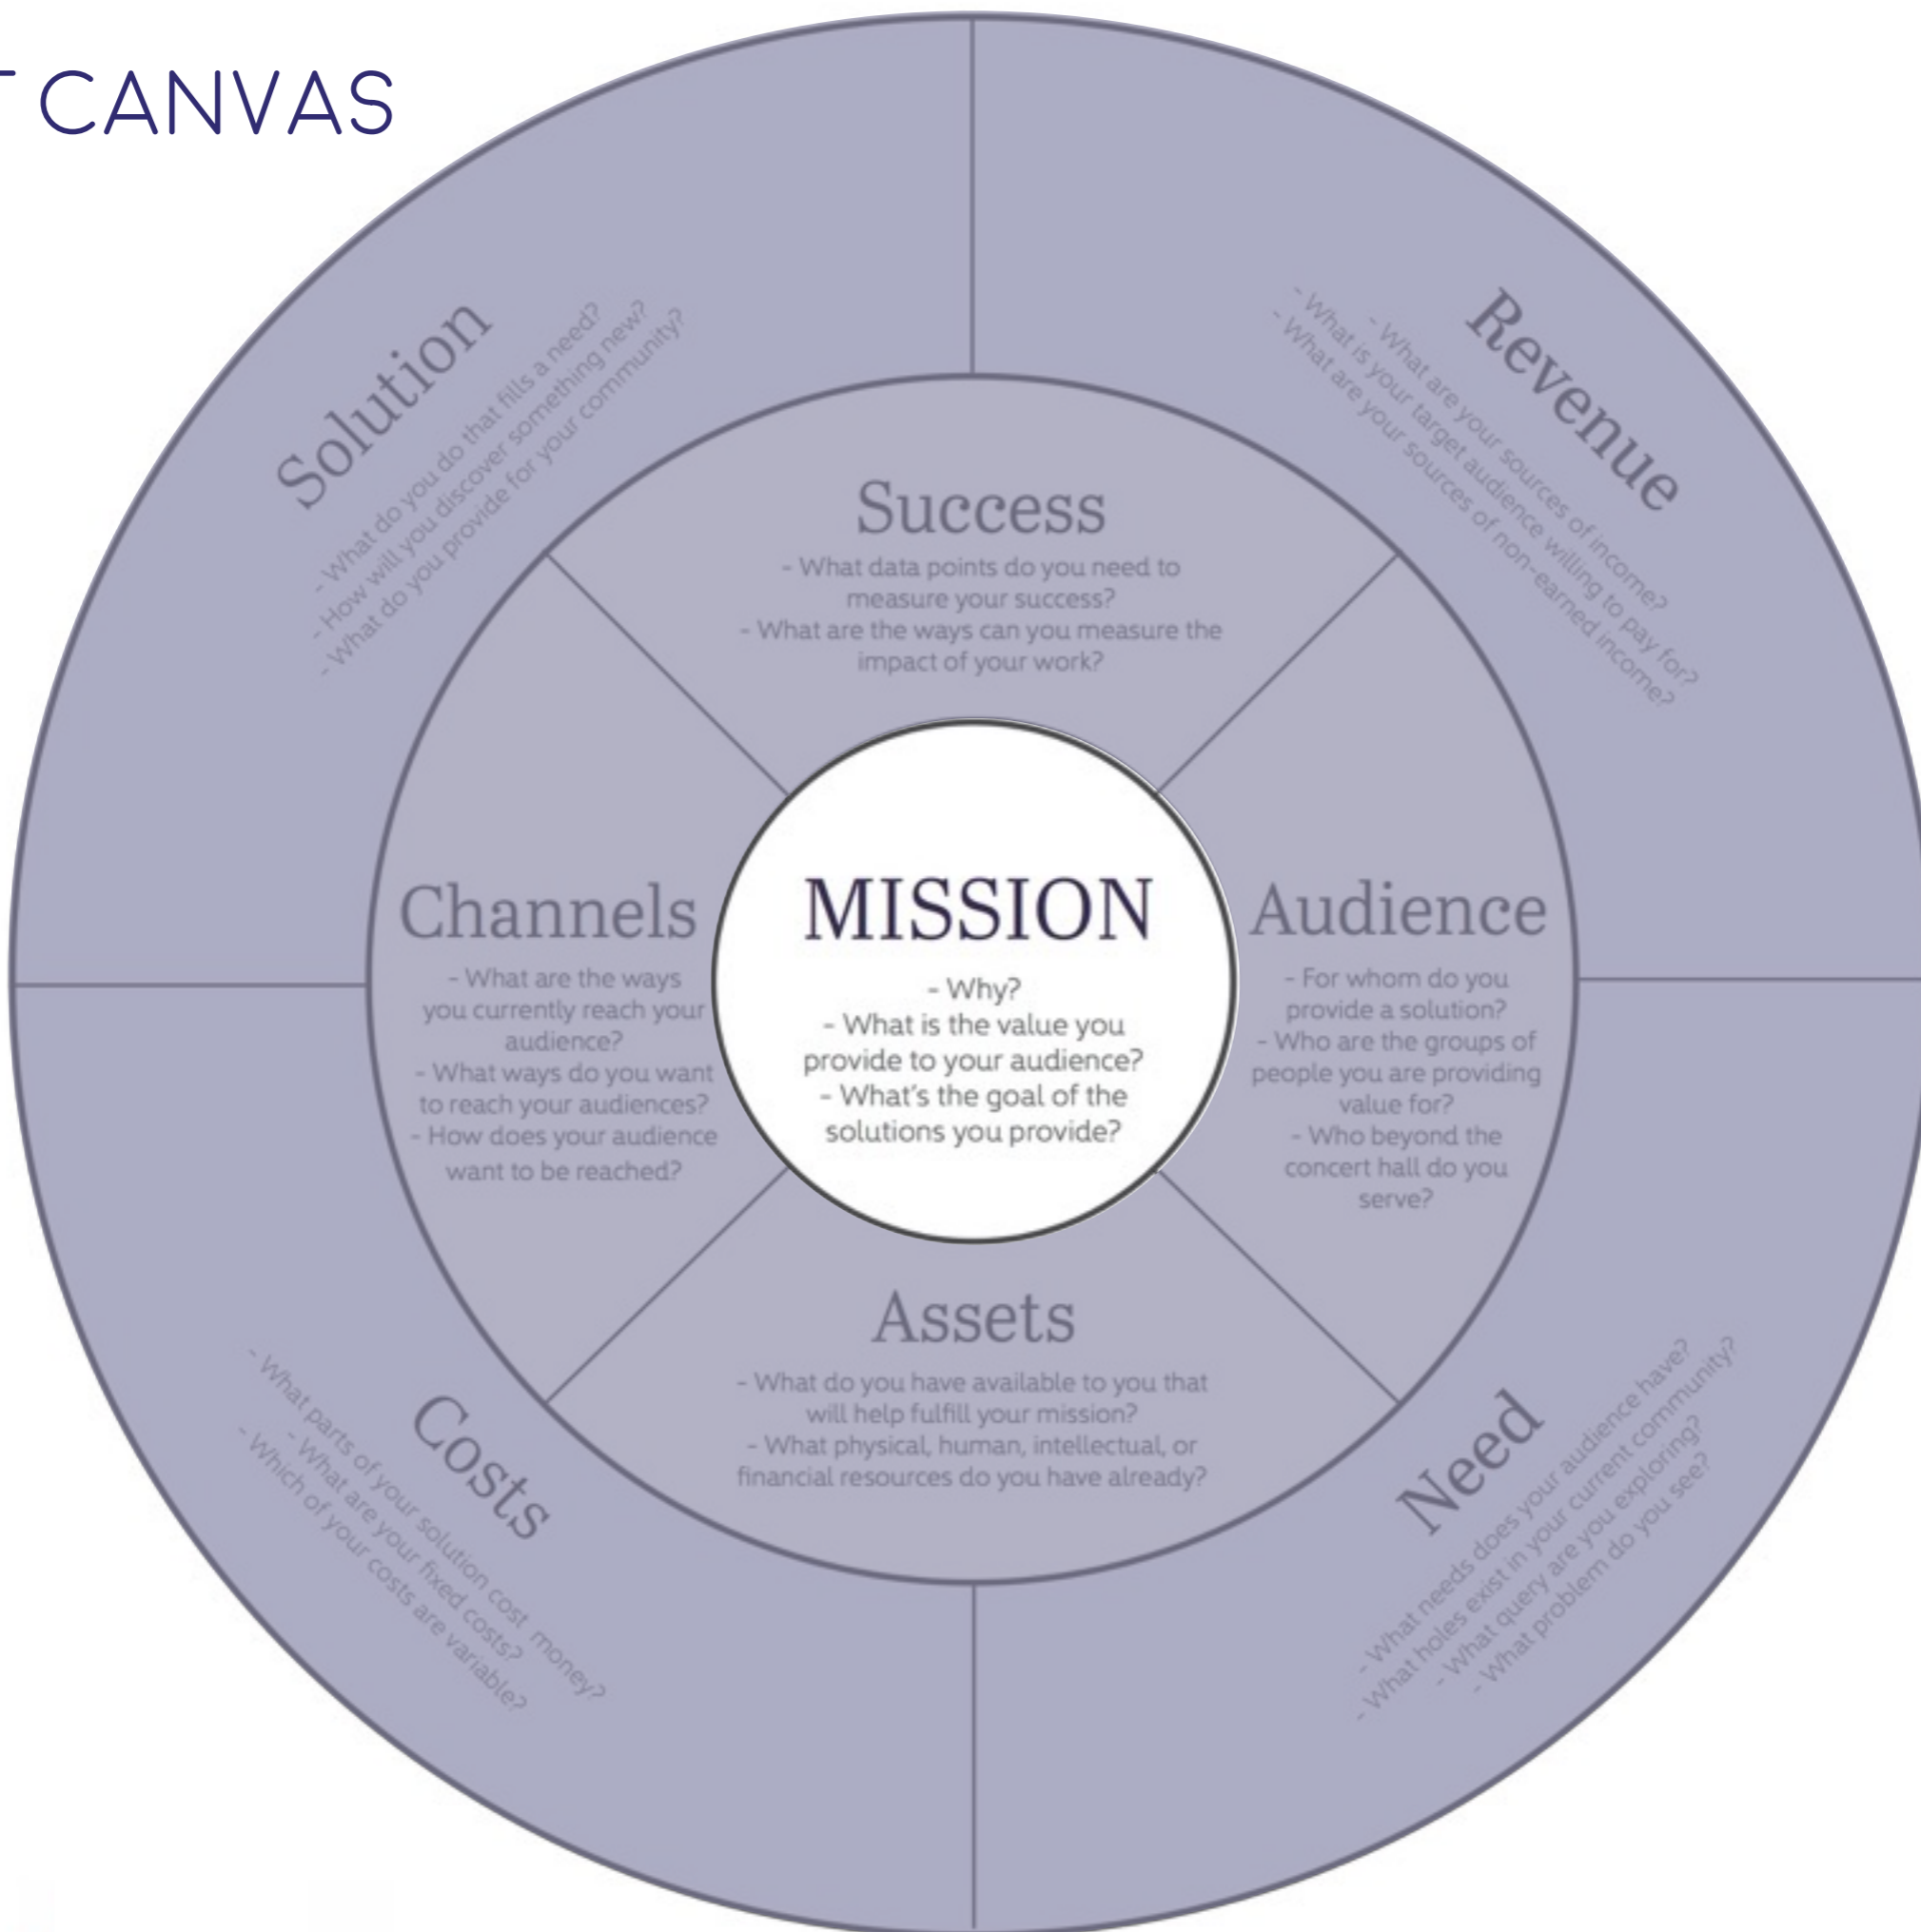 CANVAS
Solution
- What do you do that fills a need?
- How will you discover something new?
- What do you provide for your community?
Revenue
- What are your sources of income?
- What is your target audience willing to pay for?
- What are your sources of non-earned income?
Success
- What data points do you need to
measure your success?
- What are the ways can you measure the
impact of your work?
Channels
- What are the ways
you currently reach your
audience?
- What ways do you want
to reach your audiences?
- How does your audience
want to be reached?
MISSION
- Why?
- What is the value you
provide to your audience?
- What's the goal of the
solutions you provide?
Audience
- For whom do you
provide a solution?
- Who are the groups of
people you are providing
value for?
- Who beyond the
concert hall do you
serve?
Assets
- What do you have available to you that
will help fulfill your mission?
- What physical, human, intellectual, or
financial resources do you have already?
Costs
- What parts of your solution cost money?
- What are your fixed costs?
- Which of your costs are variable?
Need
- What needs does your audience have?
- What holes exist in your current community?
- What query are you exploring?
- What problem do you see?